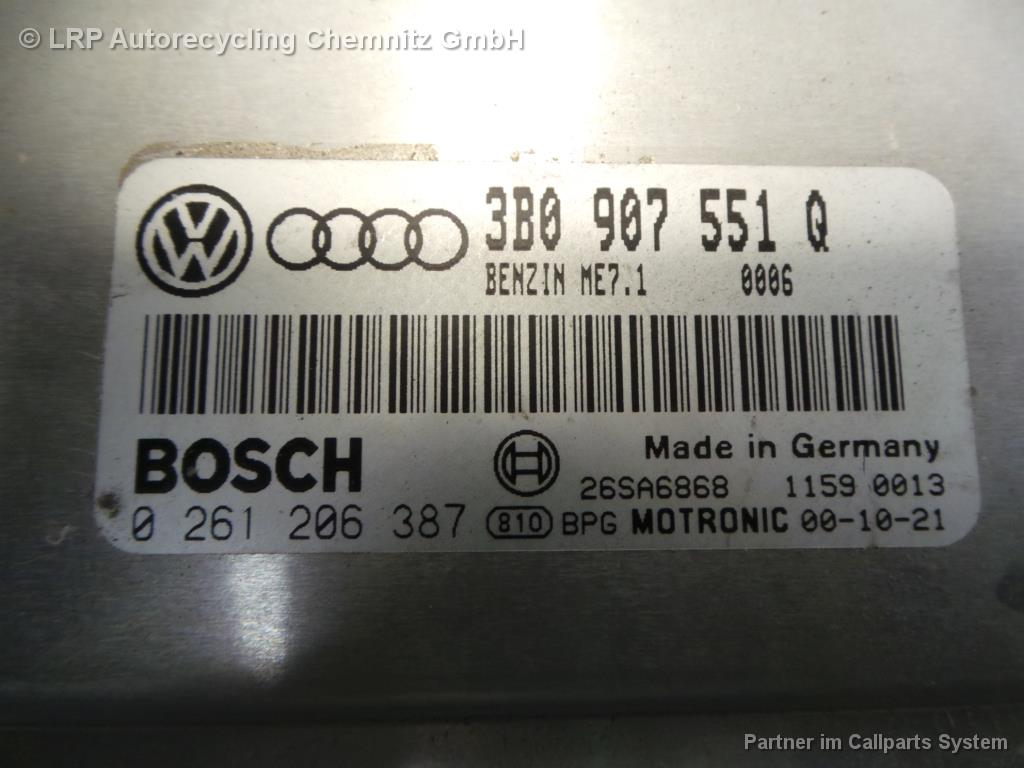 © LRP Autorecycling Chemnitz GmbH
3B0 907 551 Q
BENZIN ME7.1 0006
BOSCH
Made in Germany
26SA6868 1159 0013
0 261 206 387 810 BPG MOTRONIC 00-10-21
Partner im Callparts System